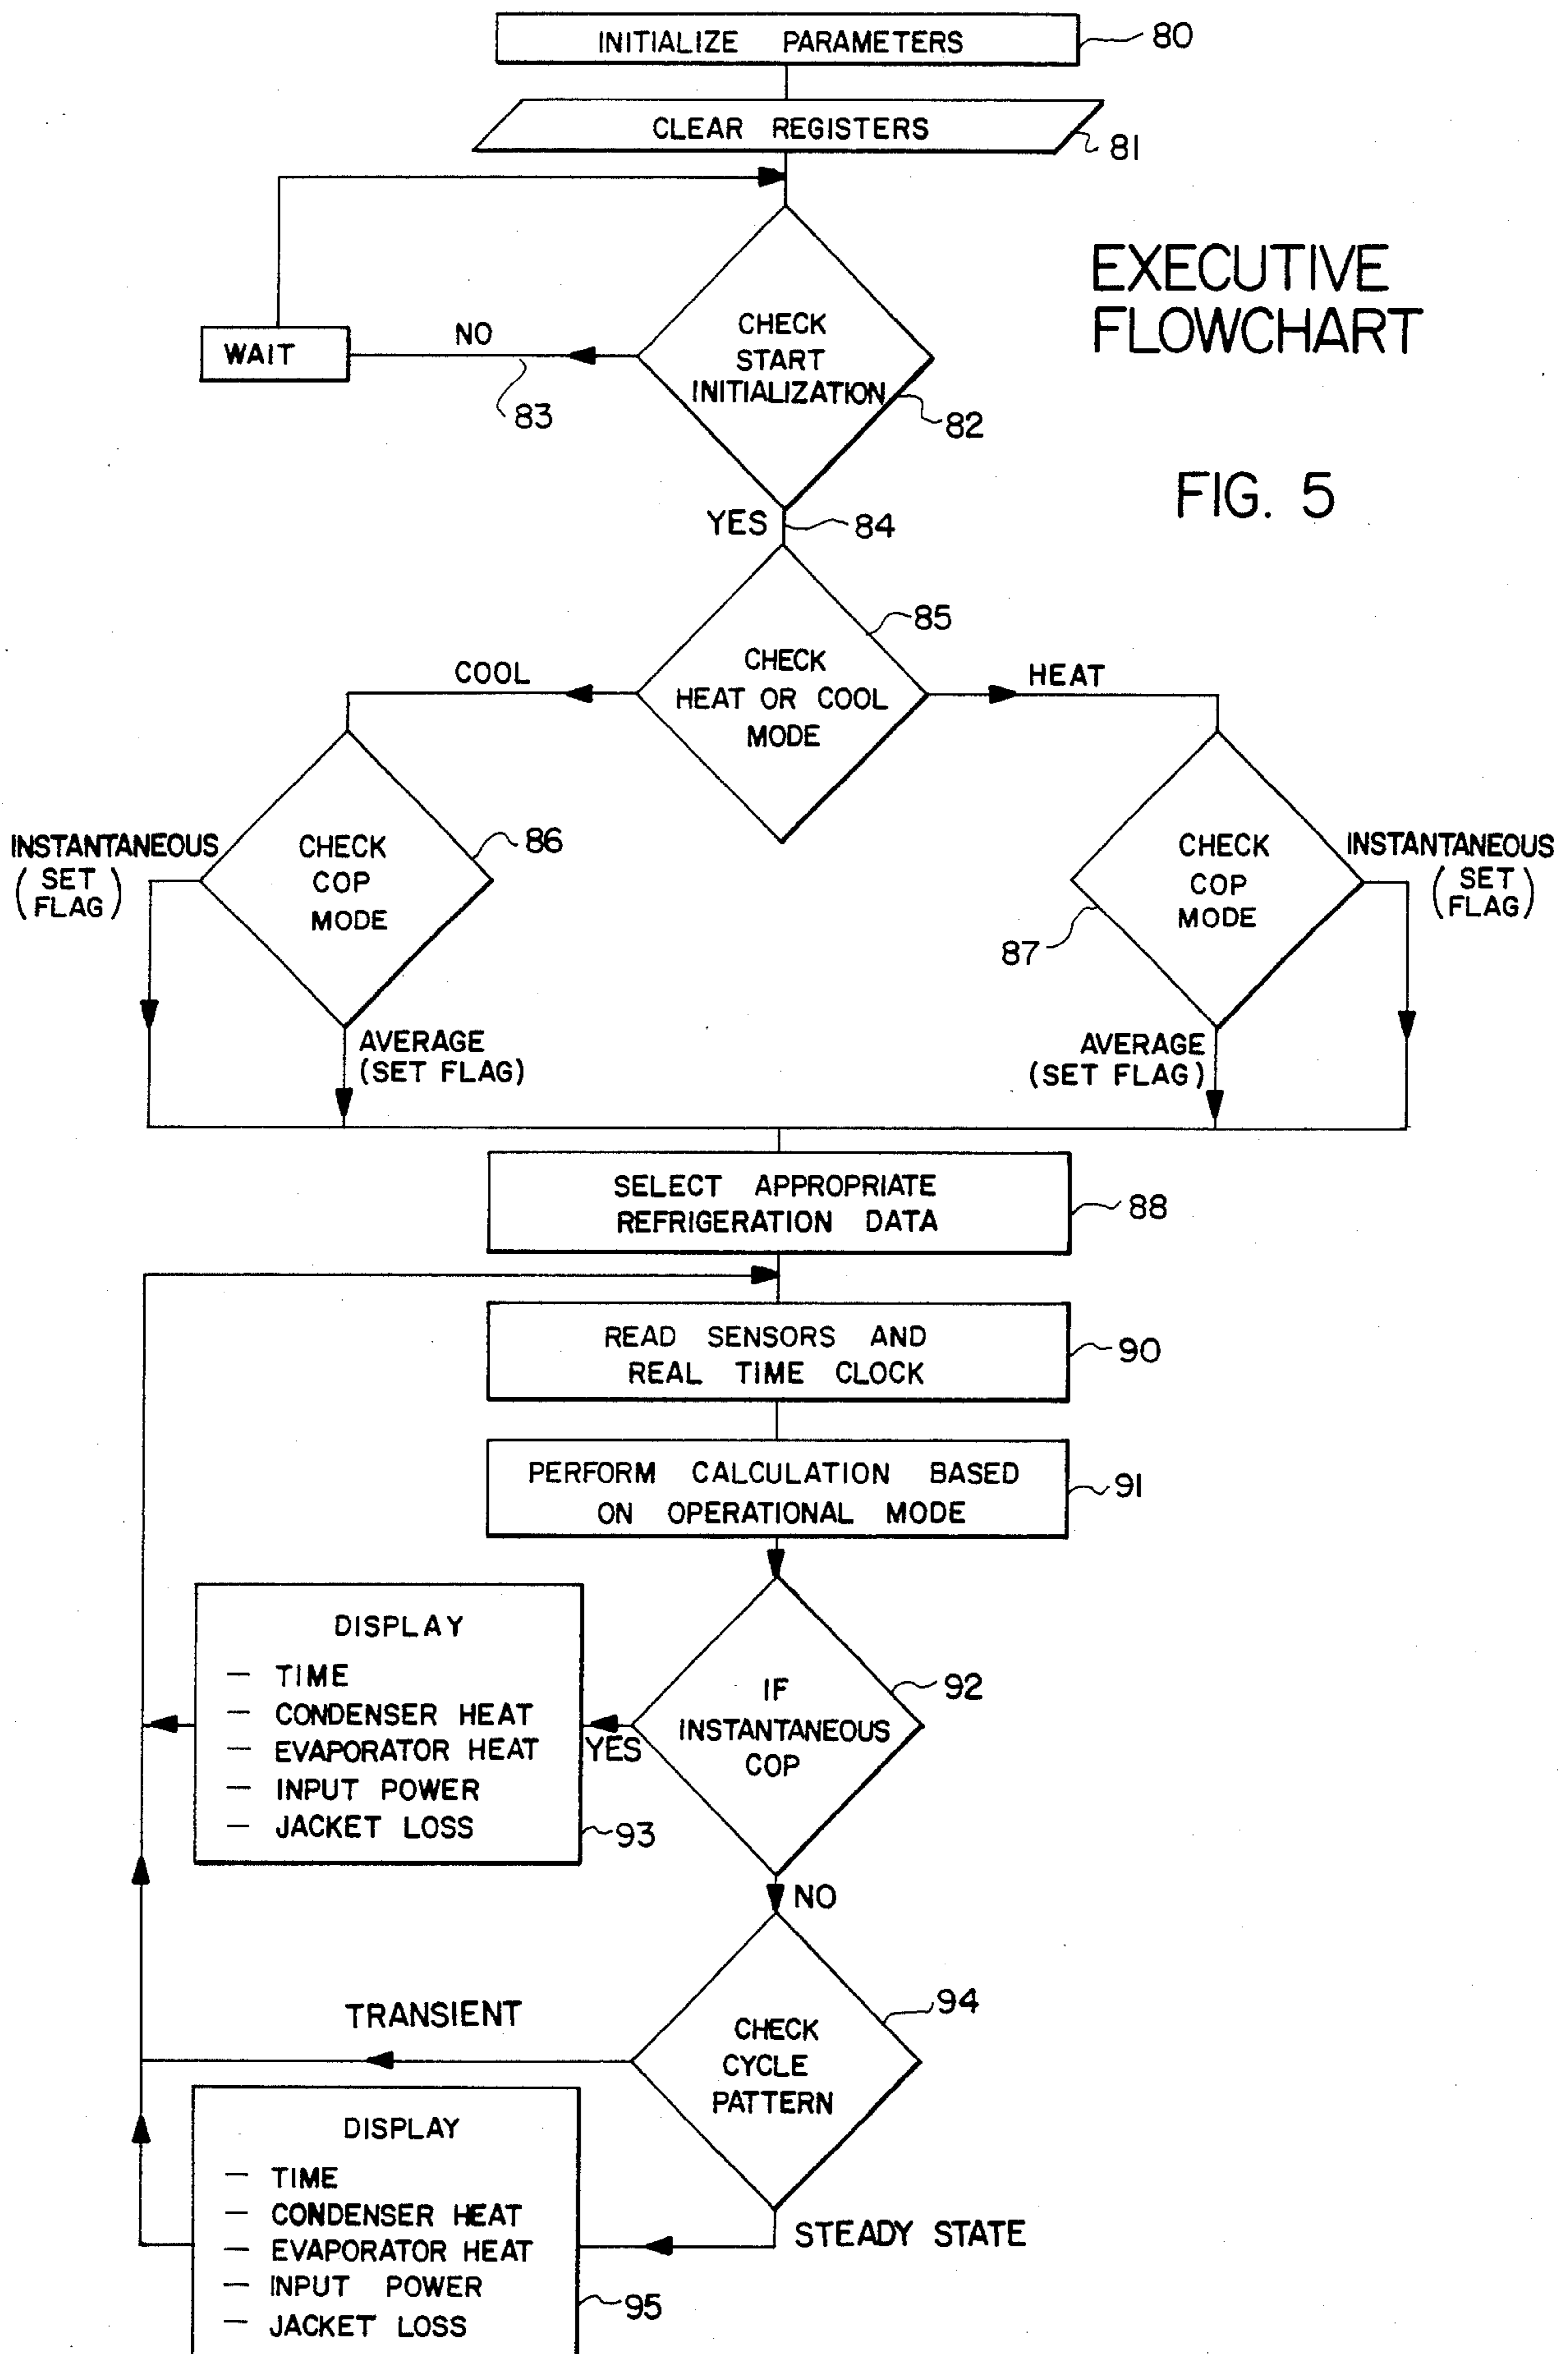 INITIALIZE PARAMETERS
80
CLEAR REGISTERS
81
EXECUTIVE
FLOWCHART
FIG. 5
CHECK
START
INITIALIZATION
82
NO
83
WAIT
YES
84
85
CHECK
HEAT OR COOL
MODE
COOL
HEAT
INSTANTANEOUS
(SET
FLAG)
CHECK
COP
MODE
86
AVERAGE
(SET FLAG)
CHECK
COP
MODE
87
INSTANTANEOUS
(SET
FLAG)
AVERAGE
(SET FLAG)
SELECT APPROPRIATE
REFRIGERATION DATA
88
READ SENSORS AND
REAL TIME CLOCK
90
PERFORM CALCULATION BASED
ON OPERATIONAL MODE
91
IF
INSTANTANEOUS
COP
92
YES
DISPLAY
— TIME
— CONDENSER HEAT
— EVAPORATOR HEAT
— INPUT POWER
— JACKET LOSS
93
NO
CHECK
CYCLE
PATTERN
94
TRANSIENT
STEADY STATE
DISPLAY
— TIME
— CONDENSER HEAT
— EVAPORATOR HEAT
— INPUT POWER
— JACKET LOSS
95